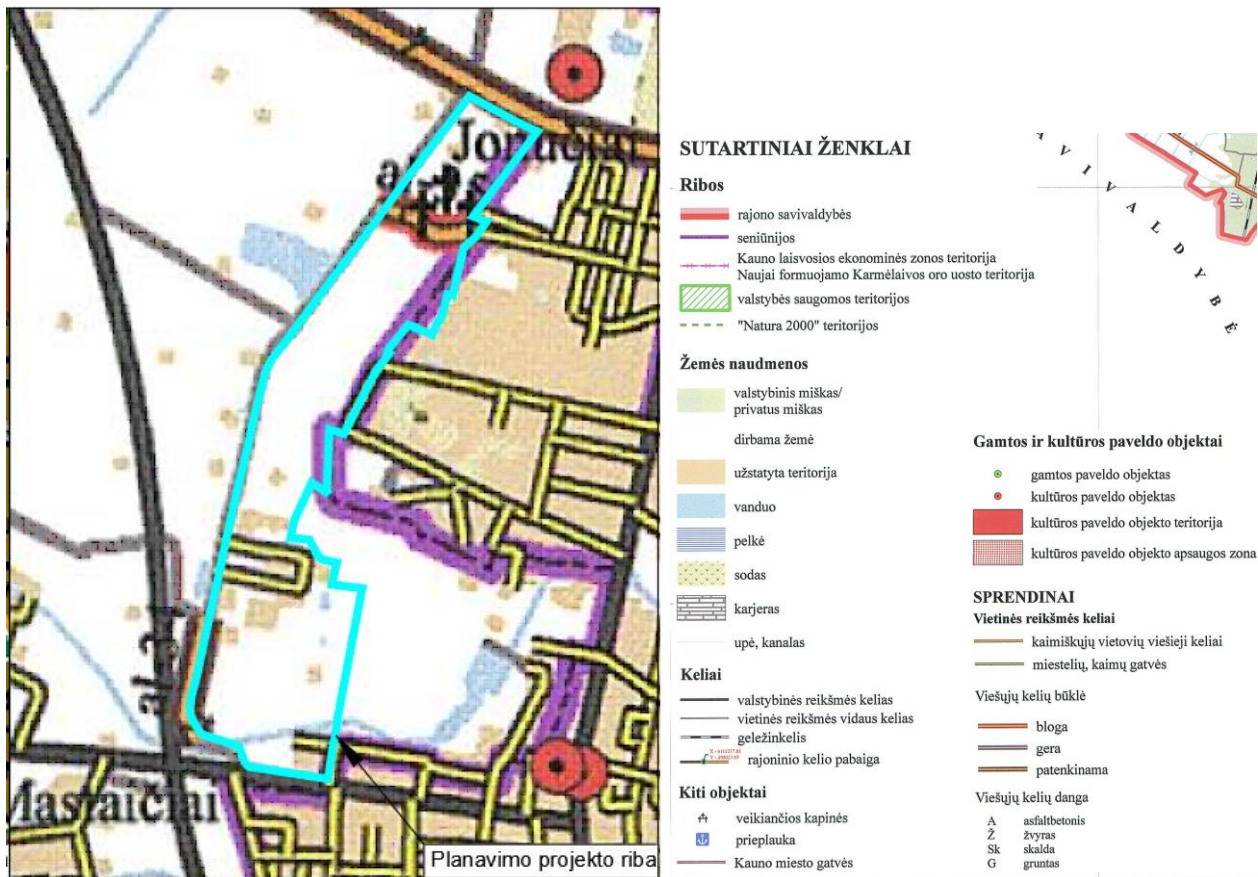 Mastaičiai
Planavimo projekto riba
SUTARTINIAI ŽENKLAI
Ribos
rajono savivaldybės
seniūnijos
Kauno laisvosios ekonominės zonos teritorija
Naujai formuojamo Karmėlaivos oro uosto teritorija
valstybės saugomos teritorijos
"Natura 2000" teritorijos
Žemės naudmenos
valstybinis miškas/
privatus miškas
dirbama žemė
užstatyta teritorija
vanduo
pelkė
sodas
karjeras
upė, kanalas
Keliai
valstybinės reikšmės kelias
vietinės reikšmės vidaus kelias
geležinkelis
rajoninio kelio pabaiga
Kiti objektai
veikiančios kapinės
prieplauka
Kauno miesto gatvės
AVIVALDYBĖ
Gamtos ir kultūros paveldo objektai
gamtos paveldo objektas
kultūros paveldo objektas
kultūros paveldo objekto teritorija
kultūros paveldo objekto apsaugos zona
SPRENDINAI
Vietinės reikšmės keliai
kaimiškųjų vietovių viešieji keliai
miestelių, kaimų gatvės
Viešųjų kelių būklė
bloga
gera
patenkinama
Viešųjų kelių danga
A asfaltbetonis
Ž žvyras
Sk skalda
G gruntas